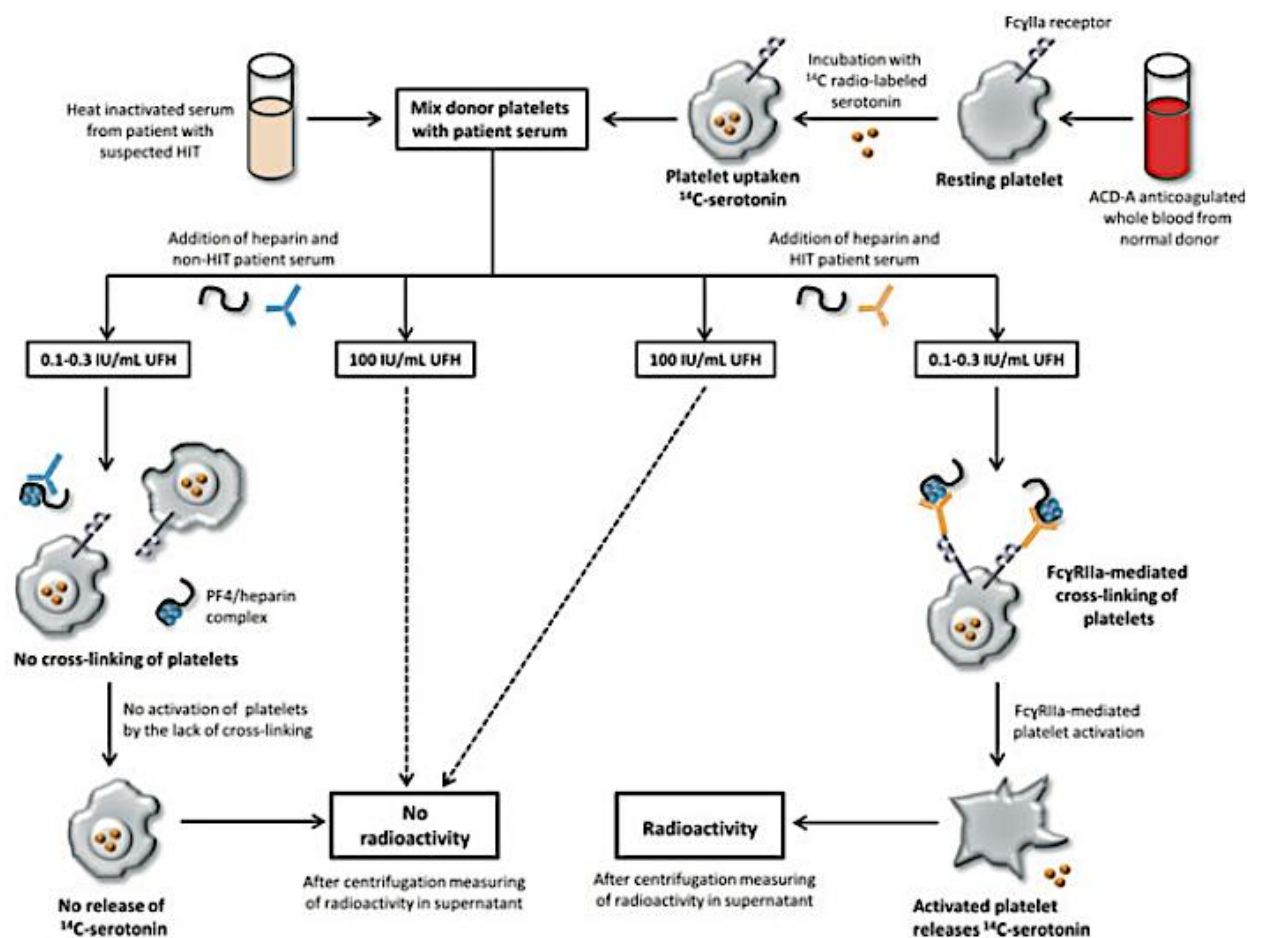 FcγIIa receptor
Heat inactivated serum
from patient with
suspected HIT
Mix donor platelets
with patient serum
Incubation with
¹⁴C radio-labeled
serotonin
Platelet uptaken
¹⁴C-serotonin
Resting platelet
ACD-A anticoagulated
whole blood from
normal donor
Addition of heparin and
non-HIT patient serum
Addition of heparin and
HIT patient serum
0.1-0.3 IU/mL UFH
100 IU/mL UFH
100 IU/mL UFH
0.1-0.3 IU/mL UFH
PF4/heparin
complex
No cross-linking of platelets
FcγRIIa-mediated
cross-linking of
platelets
No activation of platelets
by the lack of cross-linking
FcγRIIa-mediated
platelet activation
No
radioactivity
Radioactivity
After centrifugation measuring
of radioactivity in supernatant
After centrifugation measuring
of radioactivity in supernatant
No release of
¹⁴C-serotonin
Activated platelet
releases ¹⁴C-serotonin